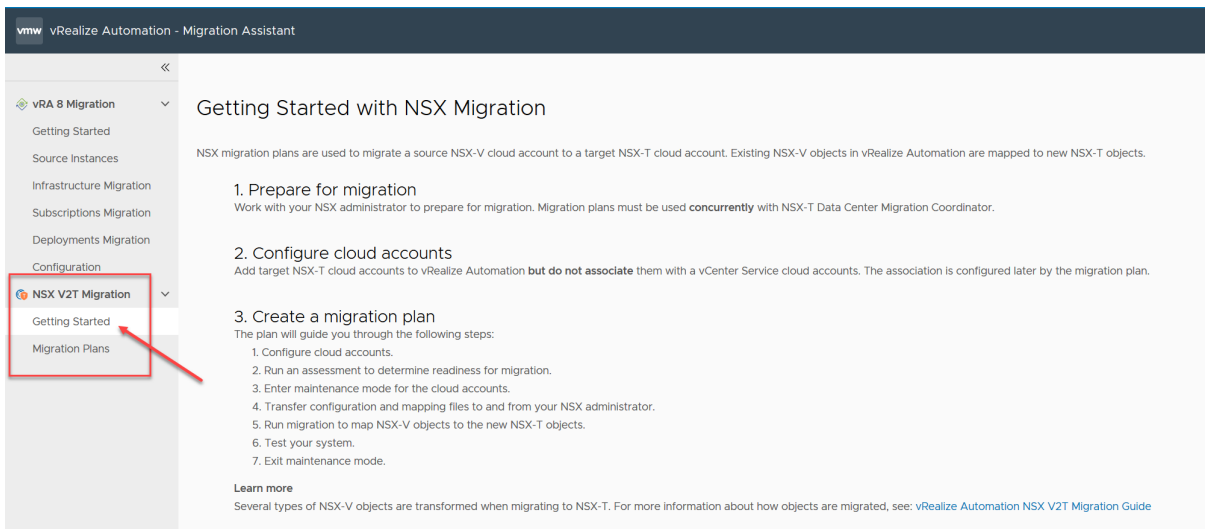 vmw vRealize Automation - Migration Assistant
vRA 8 Migration
Getting Started
Source Instances
Infrastructure Migration
Subscriptions Migration
Deployments Migration
Configuration
NSX V2T Migration
Getting Started
Migration Plans
Getting Started with NSX Migration
NSX migration plans are used to migrate a source NSX-V cloud account to a target NSX-T cloud account. Existing NSX-V objects in vRealize Automation are mapped to new NSX-T objects.
1. Prepare for migration
Work with your NSX administrator to prepare for migration. Migration plans must be used concurrently with NSX-T Data Center Migration Coordinator.
2. Configure cloud accounts
Add target NSX-T cloud accounts to vRealize Automation but do not associate them with a vCenter Service cloud accounts. The association is configured later by the migration plan.
3. Create a migration plan
The plan will guide you through the following steps:
1. Configure cloud accounts.
2. Run an assessment to determine readiness for migration.
3. Enter maintenance mode for the cloud accounts.
4. Transfer configuration and mapping files to and from your NSX administrator.
5. Run migration to map NSX-V objects to the new NSX-T objects.
6. Test your system.
7. Exit maintenance mode.
Learn more
Several types of NSX-V objects are transformed when migrating to NSX-T. For more information about how objects are migrated, see: vRealize Automation NSX V2T Migration Guide